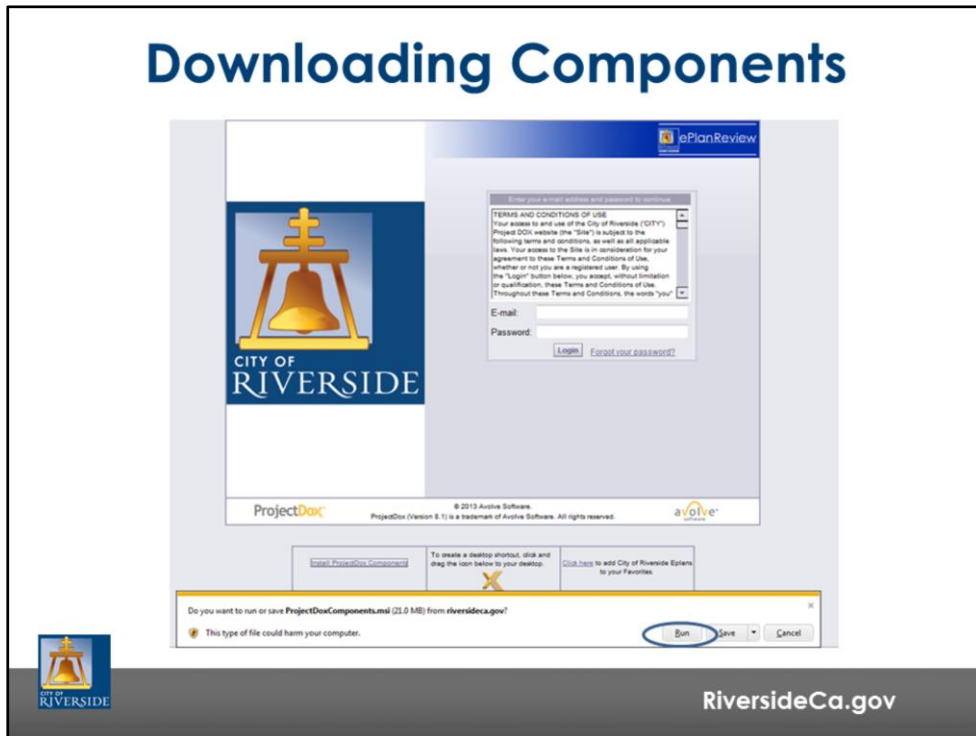 Downloading Components
ePlanReview
Enter your e-mail address and password to continue
TERMS AND CONDITIONS OF USE
Your access to and use of the City of Riverside ("CITY")
Project DOX website (the "Site") is subject to the
following terms and conditions, as well as all applicable
laws. Your access to the Site is in consideration for your
agreement to these Terms and Conditions of Use,
whether or not you are a registered user. By using
the "Login" button below, you accept, without limitation
or qualification, these Terms and Conditions of Use.
Throughout these Terms and Conditions, the words "you"
E-mail:
Password:
Login Forgot your password?
CITY OF
RIVERSIDE
ProjectDox
© 2013 Avolve Software.
ProjectDox (Version 8.1) is a trademark of Avolve Software. All rights reserved.
avolve
software
Install ProjectDox Components
To create a desktop shortcut, click and
drag the icon below to your desktop.
Click here to add City of Riverside Eplans
to your Favorites.
Do you want to run or save ProjectDoxComponents.msi (21.0 MB) from riversideca.gov?
This type of file could harm your computer.
Run Save Cancel
CITY OF
RIVERSIDE
RiversideCa.gov